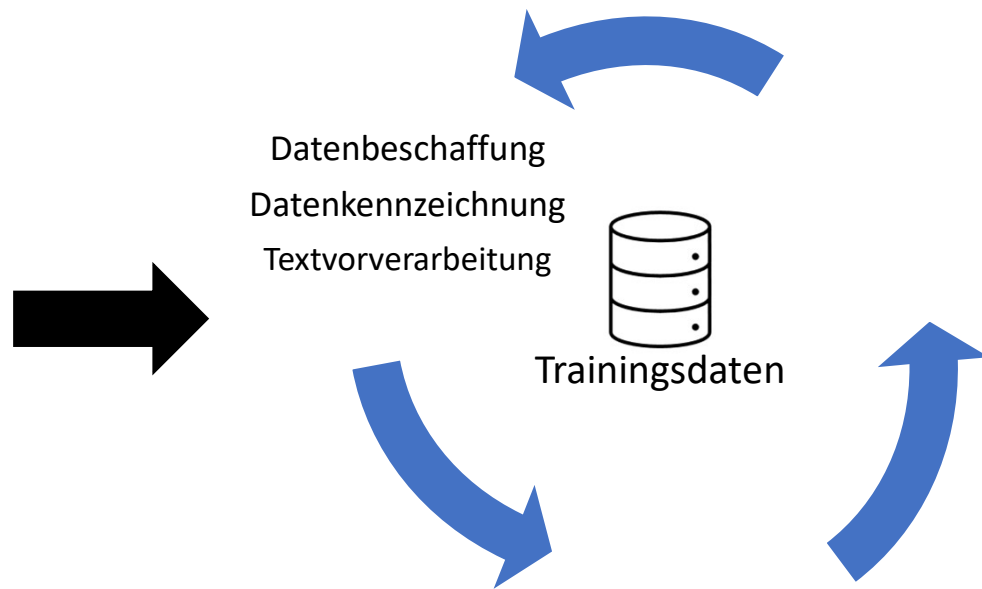 Datenbeschaffung
Datenkennzeichnung
Textvorverarbeitung
Trainingsdaten